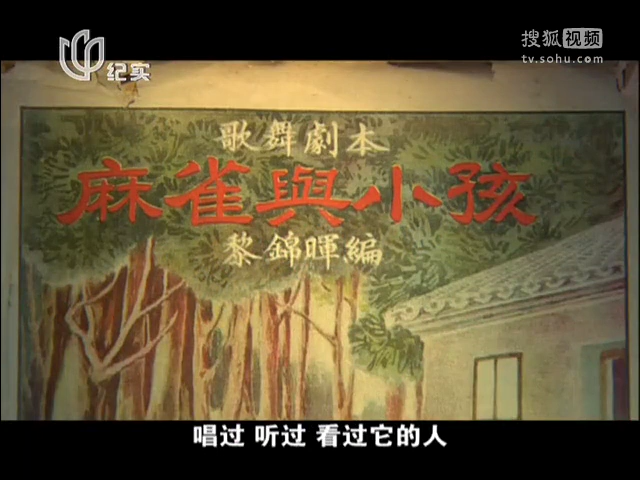 纪实
搜狐视频
tv.sohu.com
歌舞劇本
麻雀與小孩
黎錦暉編
唱过 听过 看过它的人